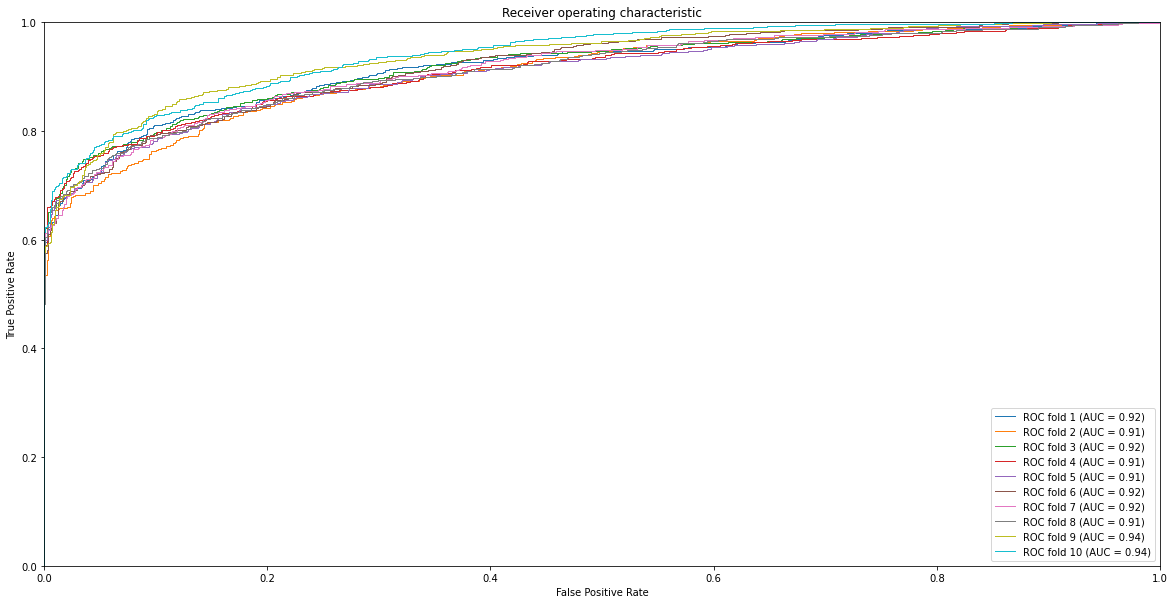 Receiver operating characteristic
1.0
0.8
0.6
0.4
0.2
0.0
True Positive Rate
0.0 0.2 0.4 0.6 0.8 1.0
False Positive Rate
ROC fold 1 (AUC = 0.92)
ROC fold 2 (AUC = 0.91)
ROC fold 3 (AUC = 0.92)
ROC fold 4 (AUC = 0.91)
ROC fold 5 (AUC = 0.91)
ROC fold 6 (AUC = 0.92)
ROC fold 7 (AUC = 0.92)
ROC fold 8 (AUC = 0.91)
ROC fold 9 (AUC = 0.94)
ROC fold 10 (AUC = 0.94)